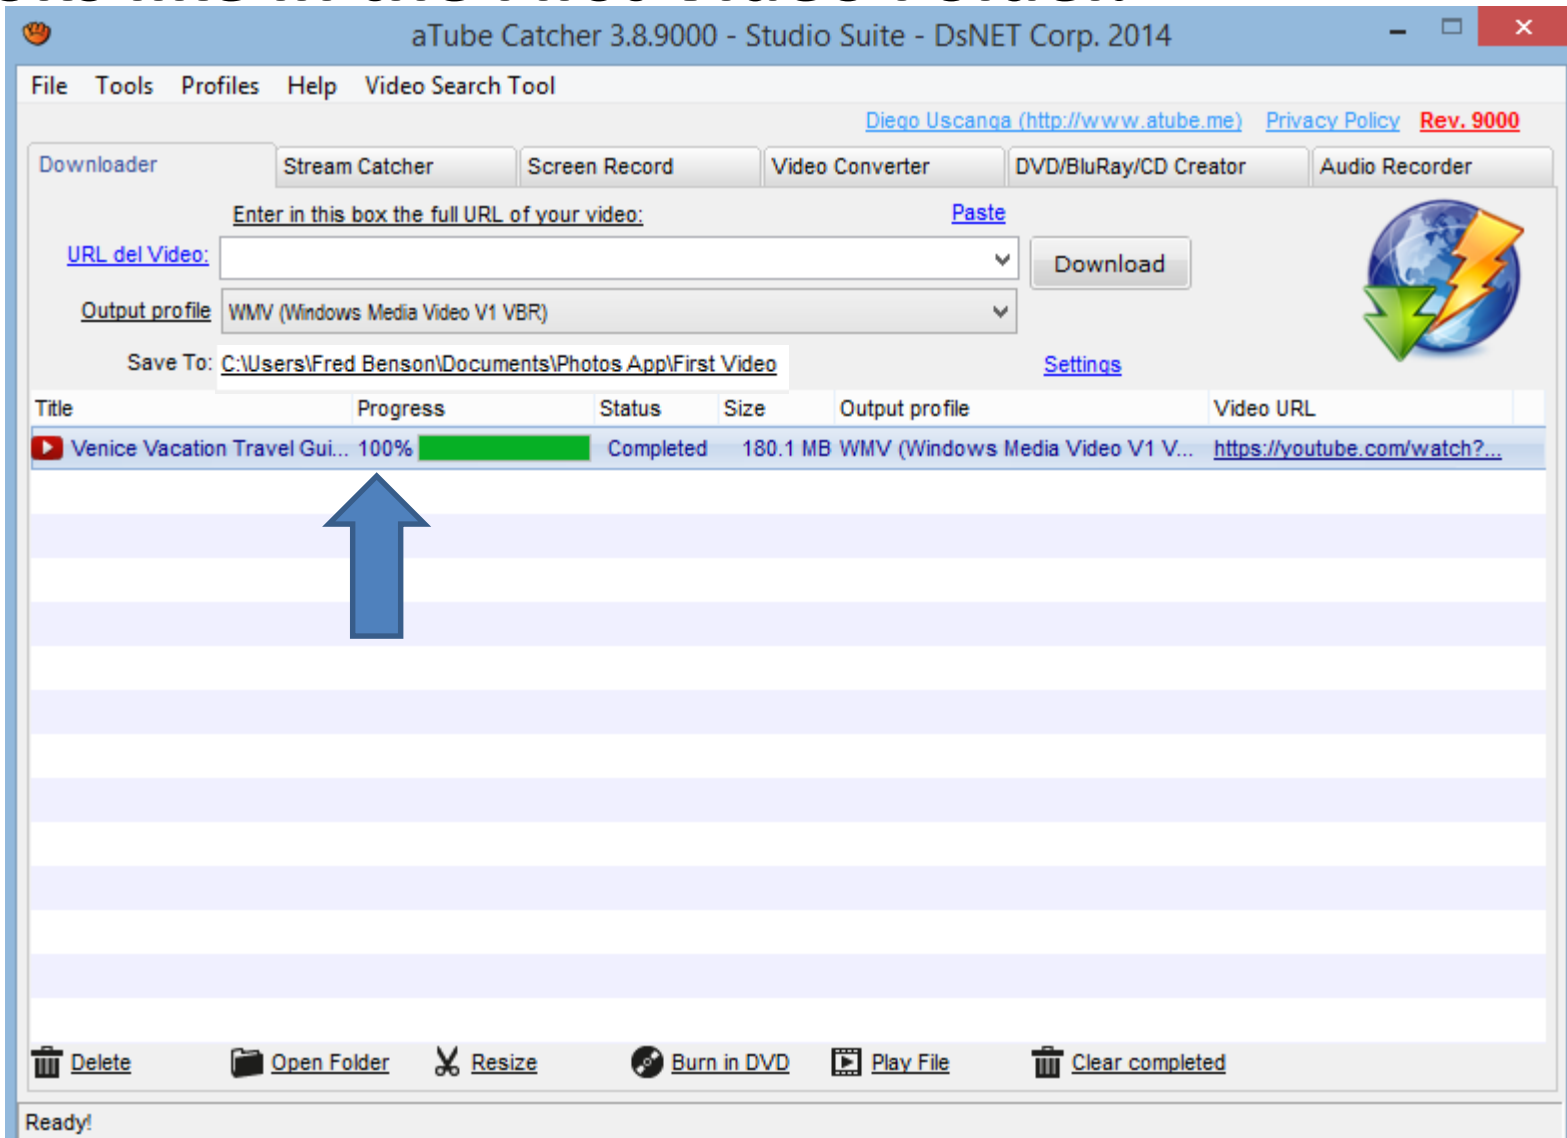 aTube Catcher 3.8.9000 - Studio Suite - DsNET Corp. 2014
File Tools Profiles Help Video Search Tool
Diego Uscanga (http://www.atube.me) Privacy Policy Rev. 9000
Downloader Stream Catcher Screen Record Video Converter DVD/BluRay/CD Creator Audio Recorder
Enter in this box the full URL of your video: Paste
URL del Video: Download
Output profile WMV (Windows Media Video V1 VBR)
Save To: C:\Users\Fred Benson\Documents\Photos App\First Video Settings
Title Progress Status Size Output profile Video URL
Venice Vacation Travel Gui... 100% Completed 180.1 MB WMV (Windows Media Video V1 V... https://youtube.com/watch?...
Delete Open Folder Resize Burn in DVD Play File Clear completed
Ready!